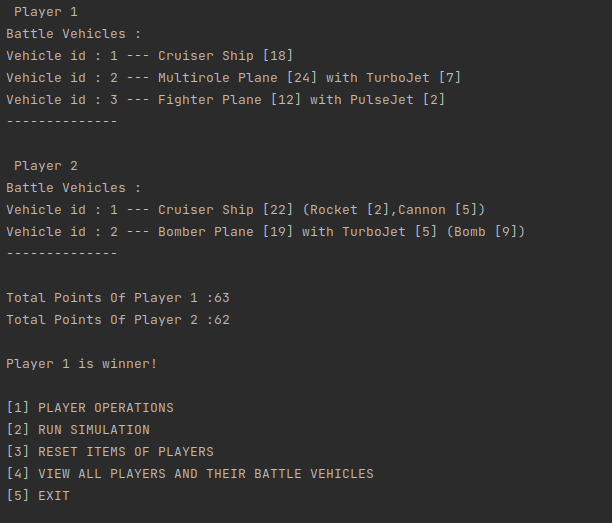 Player 1
Battle Vehicles :
Vehicle id : 1 --- Cruiser Ship [18]
Vehicle id : 2 --- Multirole Plane [24] with TurboJet [7]
Vehicle id : 3 --- Fighter Plane [12] with PulseJet [2]
--------------
Player 2
Battle Vehicles :
Vehicle id : 1 --- Cruiser Ship [22] (Rocket [2],Cannon [5])
Vehicle id : 2 --- Bomber Plane [19] with TurboJet [5] (Bomb [9])
--------------
Total Points Of Player 1 :63
Total Points Of Player 2 :62
Player 1 is winner!
[1] PLAYER OPERATIONS
[2] RUN SIMULATION
[3] RESET ITEMS OF PLAYERS
[4] VIEW ALL PLAYERS AND THEIR BATTLE VEHICLES
[5] EXIT